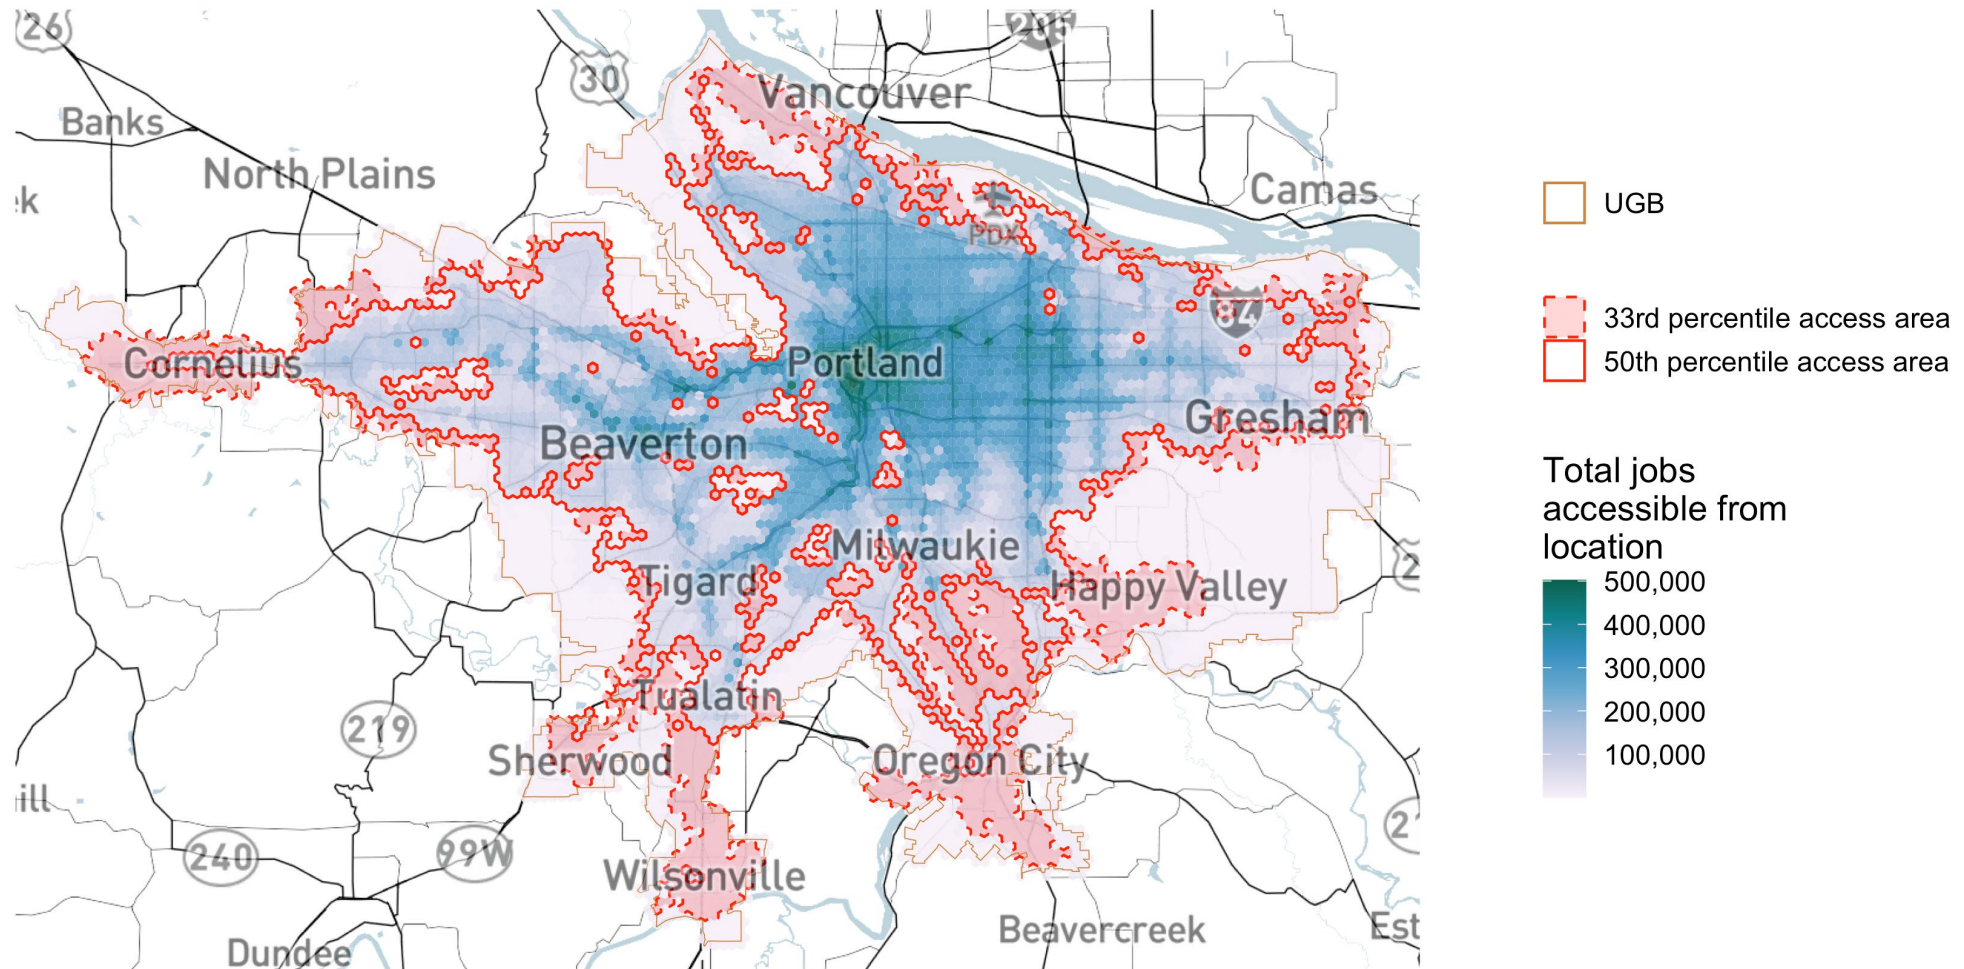 26
30
205
Vancouver
Banks
North Plains
Camas
PDX
84
Cornelius
Portland
Gresham
Beaverton
Milwaukie
Tigard
Happy Valley
Tualatin
219
Sherwood
Oregon City
240
99W
Wilsonville
Beavercreek
Dundee
UGB
33rd percentile access area
50th percentile access area
Total jobs
accessible from
location
500,000
400,000
300,000
200,000
100,000